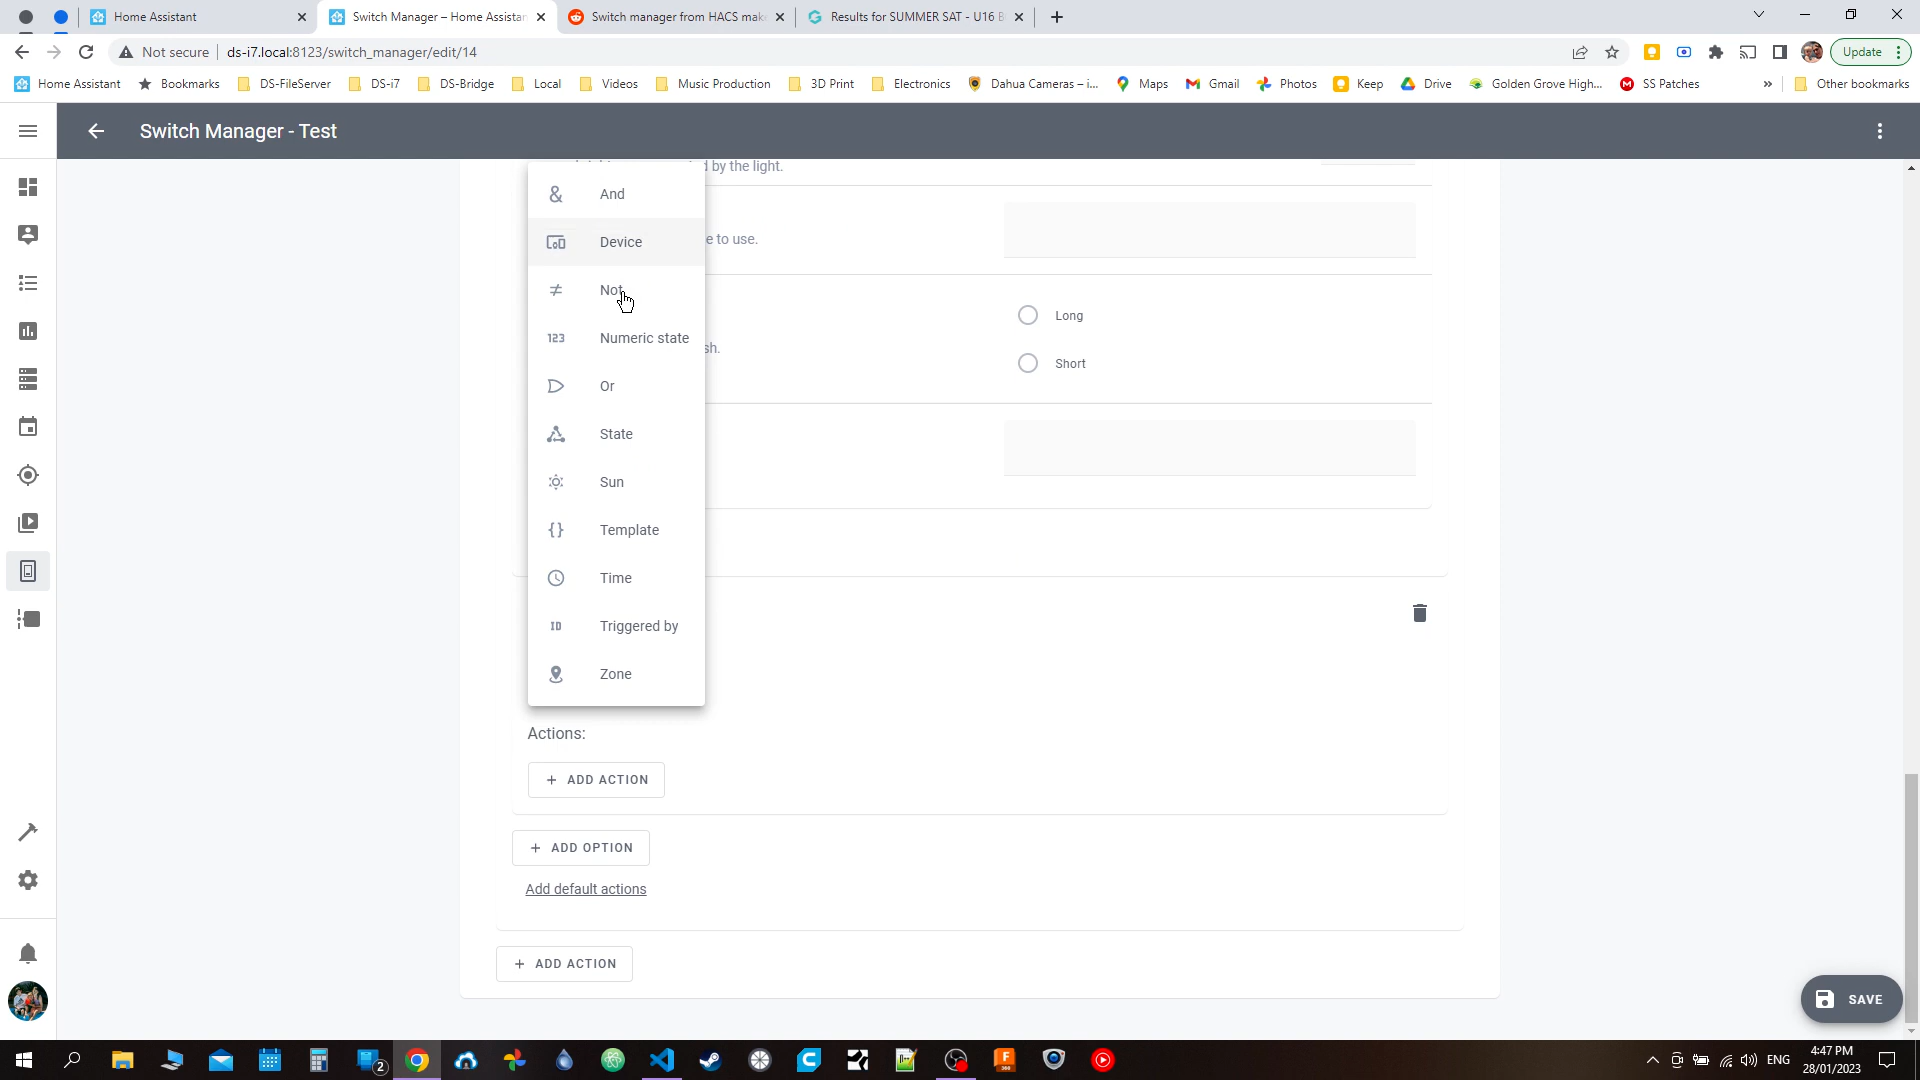 Home Assistant
Switch Manager – Home Assistan
Switch manager from HACS mak
Results for SUMMER SAT - U16 B
Not secure
ds-i7.local:8123/switch_manager/edit/14
Update
Home Assistant
Bookmarks
DS-FileServer
DS-i7
DS-Bridge
Local
Videos
Music Production
3D Print
Electronics
Dahua Cameras – i...
Maps
Gmail
Photos
Keep
Drive
Golden Grove High...
SS Patches
»
Other bookmarks
Switch Manager - Test
d by the light.
& And
Device
e to use.
≠ Not
Long
123 Numeric state
sh.
Short
Or
State
Sun
{} Template
Time
ID Triggered by
Zone
Actions:
+ ADD ACTION
+ ADD OPTION
Add default actions
+ ADD ACTION
SAVE
2
ENG
4:47 PM
28/01/2023